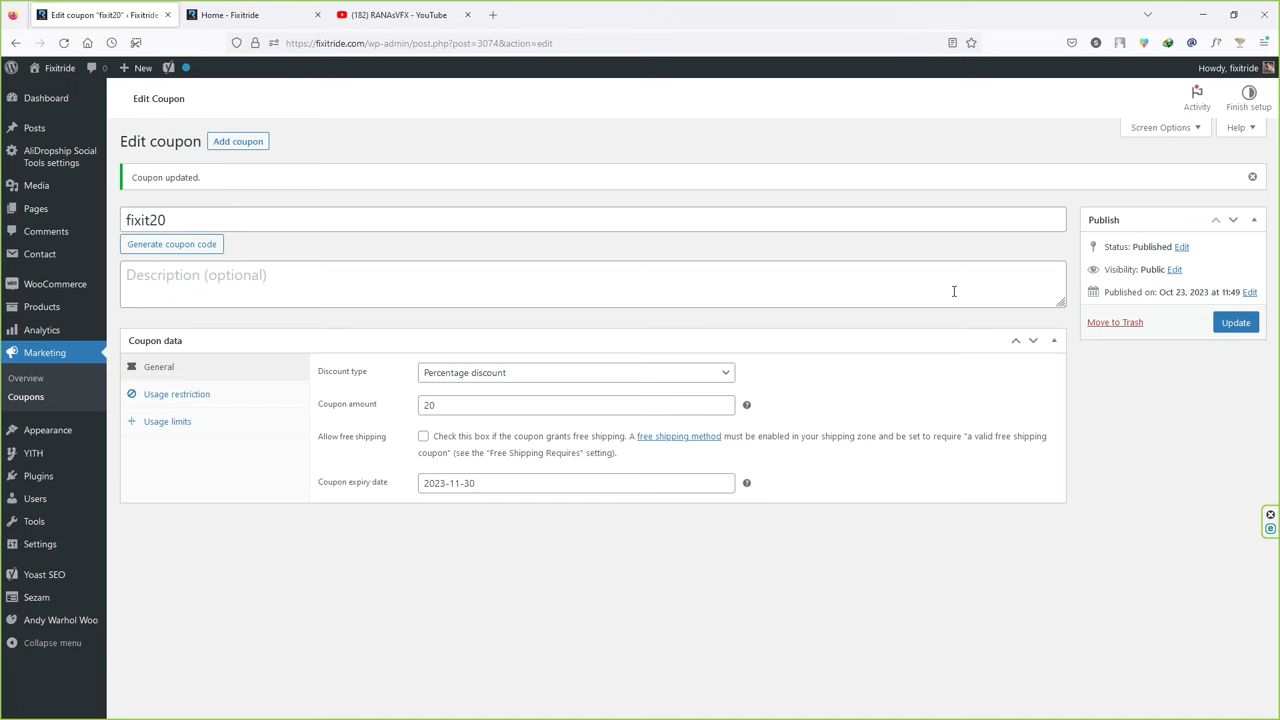 Edit coupon "fixit20" ‹ Fixitride
Home - Fixitride
(182) RANAsVFX - YouTube
https://fixitride.com/wp-admin/post.php?post=3074&action=edit
Fixitride
0
New
Howdy, fixitride
Dashboard
Posts
AliDropship Social
Tools settings
Media
Pages
Comments
Contact
WooCommerce
Products
Analytics
Marketing
Overview
Coupons
Appearance
YITH
Plugins
Users
Tools
Settings
Yoast SEO
Sezam
Andy Warhol Woo
Collapse menu
Edit Coupon
Activity
Finish setup
Screen Options
Help
Edit coupon
Add coupon
Coupon updated.
fixit20
Generate coupon code
Description (optional)
Coupon data
General
Usage restriction
Usage limits
Discount type
Percentage discount
Coupon amount
20
Allow free shipping
Check this box if the coupon grants free shipping. A free shipping method must be enabled in your shipping zone and be set to require "a valid free shipping
coupon" (see the "Free Shipping Requires" setting).
Coupon expiry date
2023-11-30
Publish
Status: Published Edit
Visibility: Public Edit
Published on: Oct 23, 2023 at 11:49 Edit
Move to Trash
Update